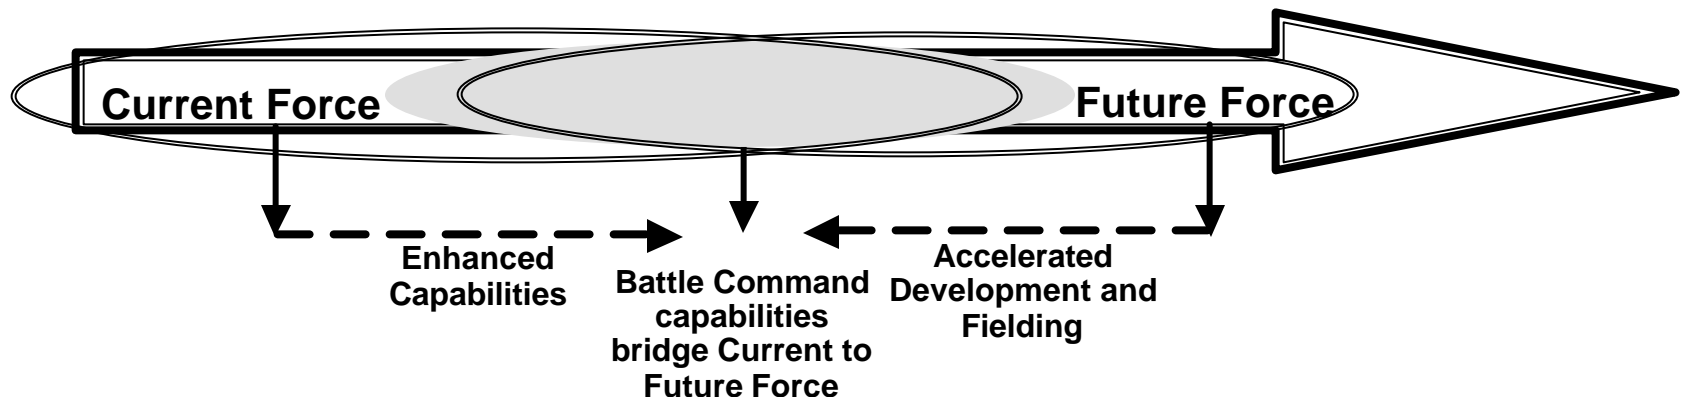 Current Force
Future Force
Enhanced
Capabilities
Battle Command
capabilities
bridge Current to
Future Force
Accelerated
Development and
Fielding